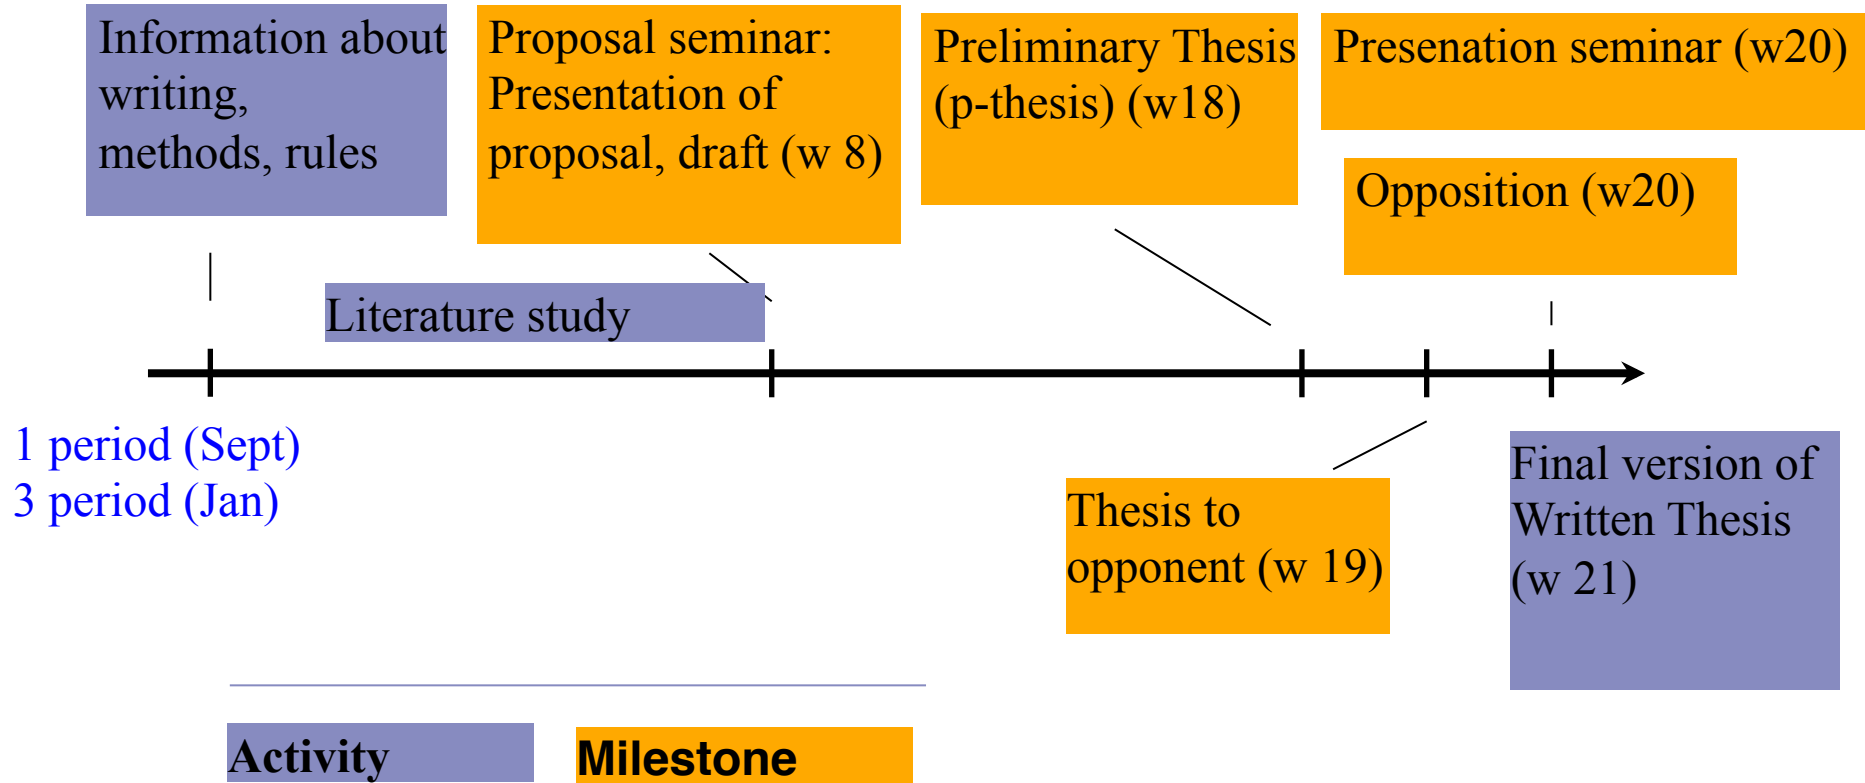 Information about
writing,
methods, rules
Proposal seminar:
Presentation of
proposal, draft (w 8)
Preliminary Thesis
(p-thesis) (w18)
Presenation seminar (w20)
Opposition (w20)
Literature study
1 period (Sept)
3 period (Jan)
Thesis to
opponent (w 19)
Final version of
Written Thesis
(w 21)
Activity
Milestone